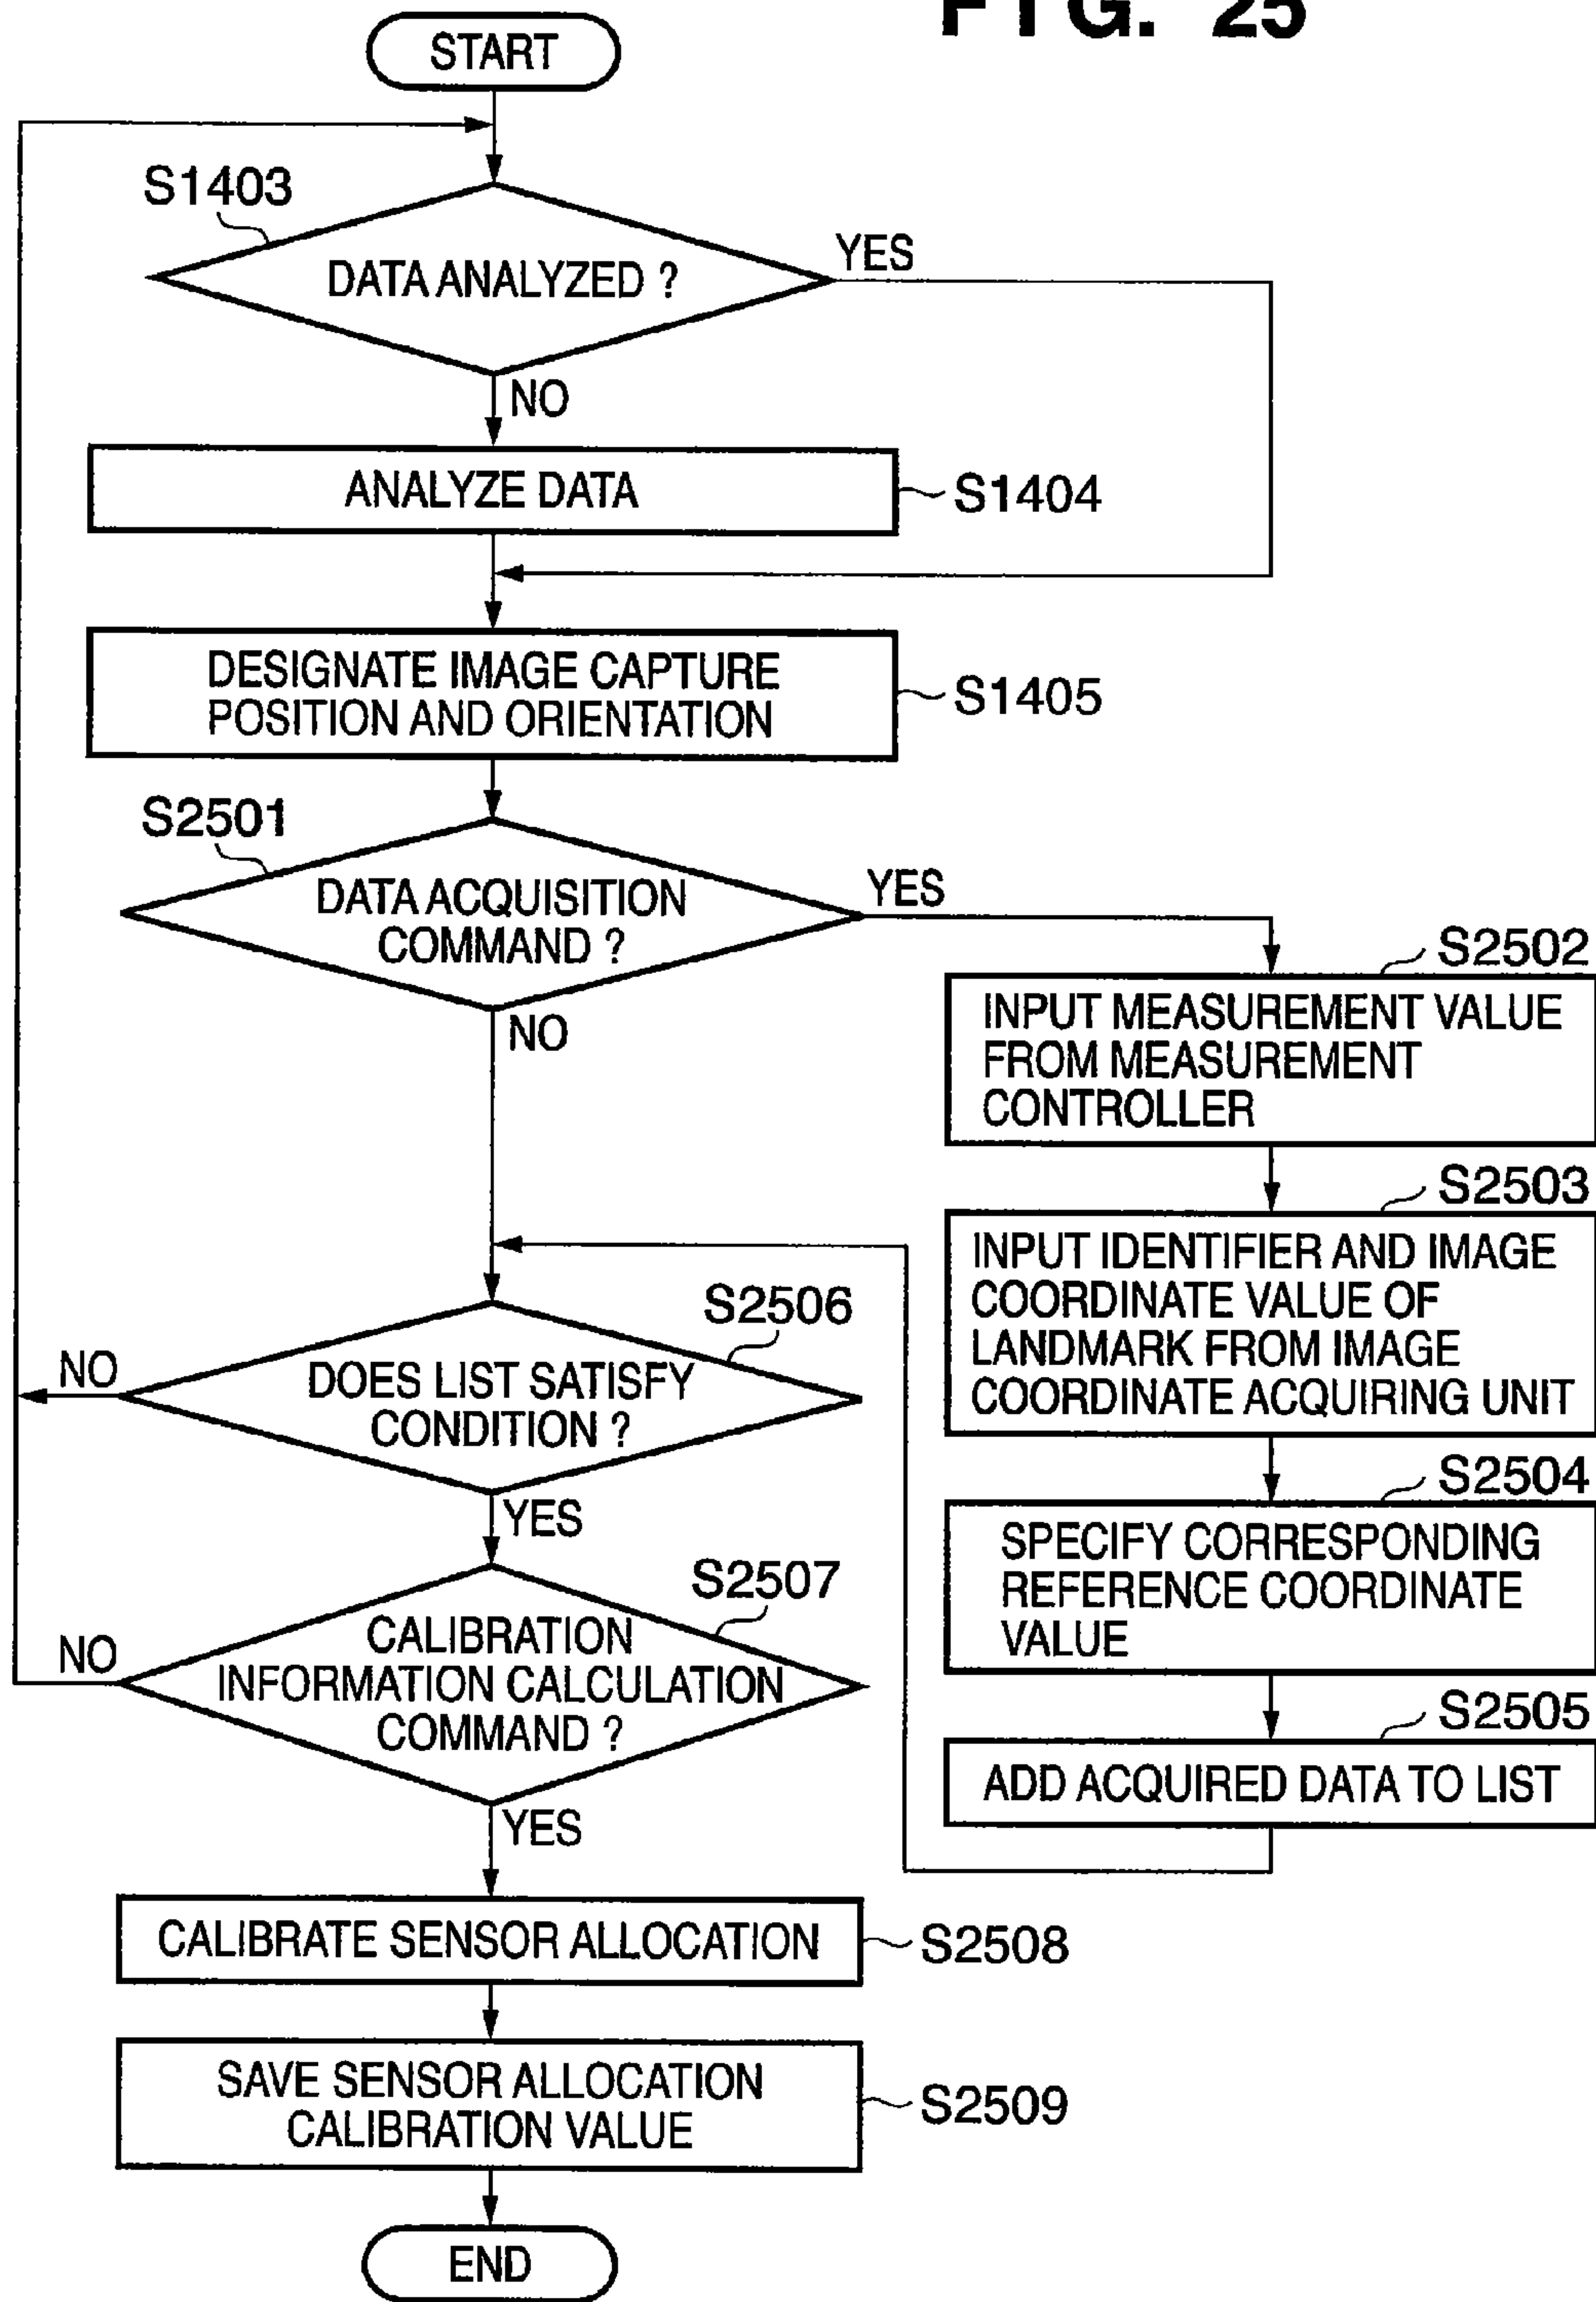 FIG. 25
START
S1403
DATA ANALYZED ?
YES
NO
ANALYZE DATA
S1404
DESIGNATE IMAGE CAPTURE
POSITION AND ORIENTATION
S1405
S2501
DATA ACQUISITION
COMMAND ?
YES
NO
S2502
INPUT MEASUREMENT VALUE
FROM MEASUREMENT
CONTROLLER
S2503
INPUT IDENTIFIER AND IMAGE
COORDINATE VALUE OF
LANDMARK FROM IMAGE
COORDINATE ACQUIRING UNIT
S2504
SPECIFY CORRESPONDING
REFERENCE COORDINATE
VALUE
S2505
ADD ACQUIRED DATA TO LIST
S2506
DOES LIST SATISFY
CONDITION ?
NO
YES
S2507
CALIBRATION
INFORMATION CALCULATION
COMMAND ?
NO
YES
CALIBRATE SENSOR ALLOCATION
S2508
SAVE SENSOR ALLOCATION
CALIBRATION VALUE
S2509
END